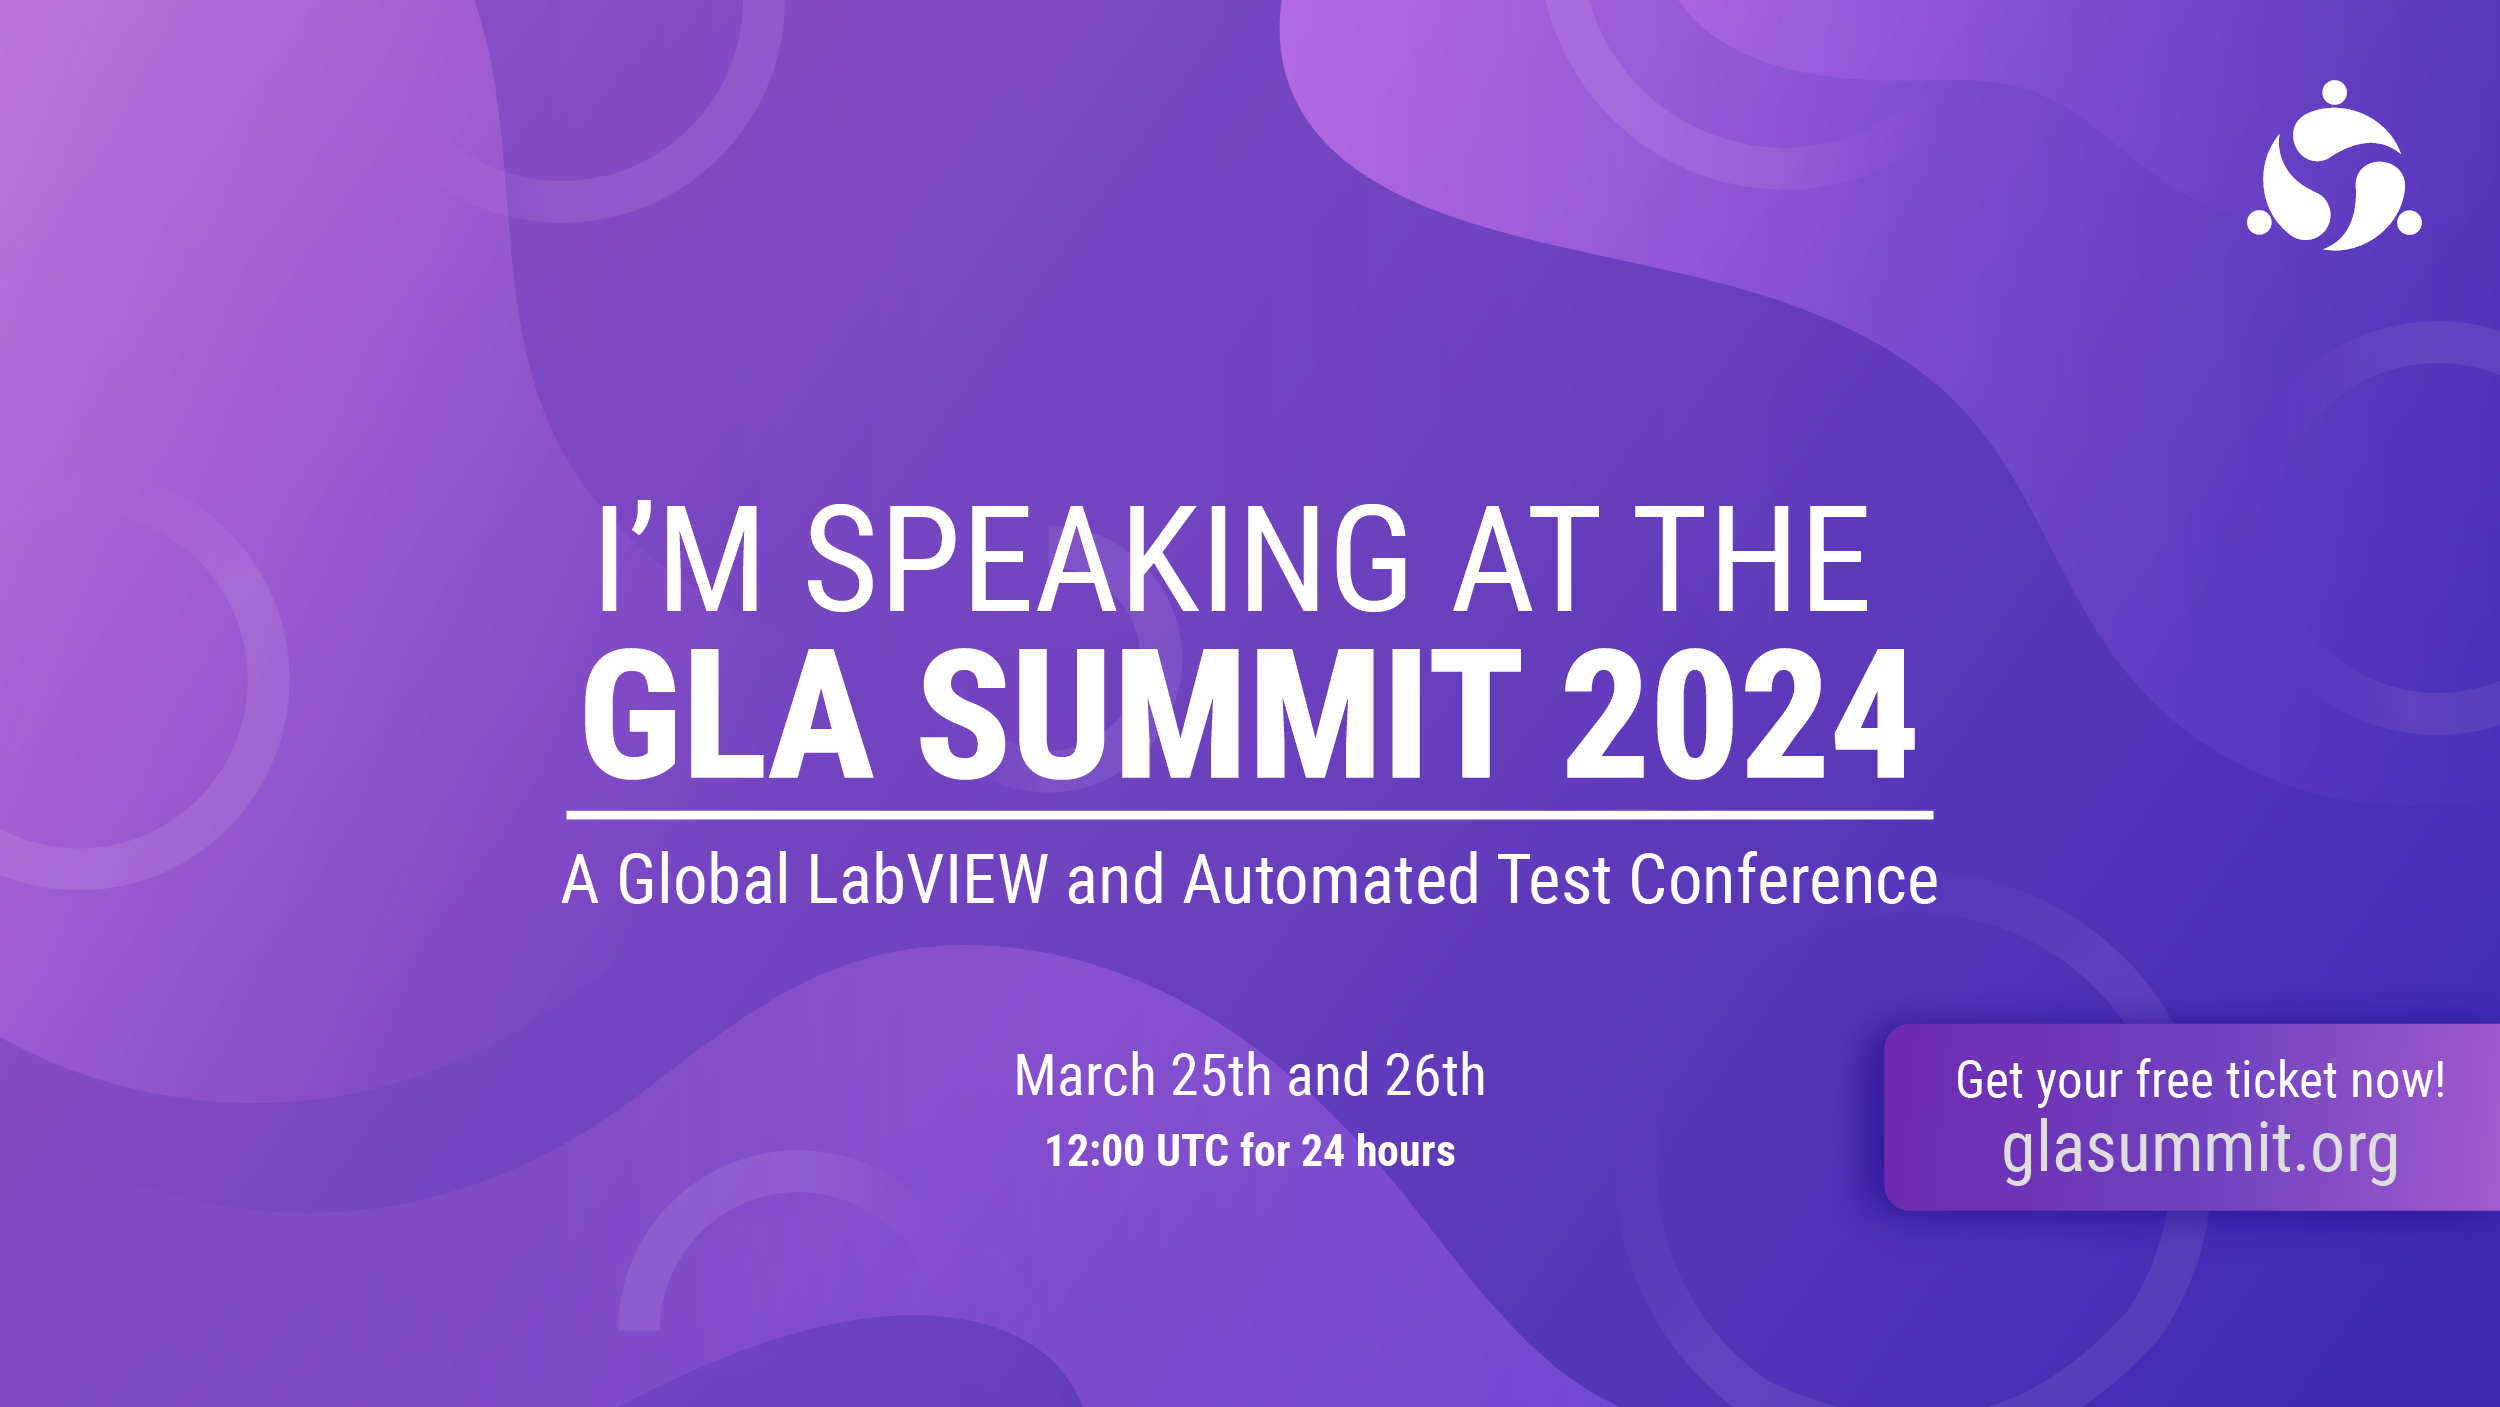 I’M SPEAKING AT THE
GLA SUMMIT 2024
A Global LabVIEW and Automated Test Conference
March 25th and 26th
12:00 UTC for 24 hours
Get your free ticket now!
glasummit.org